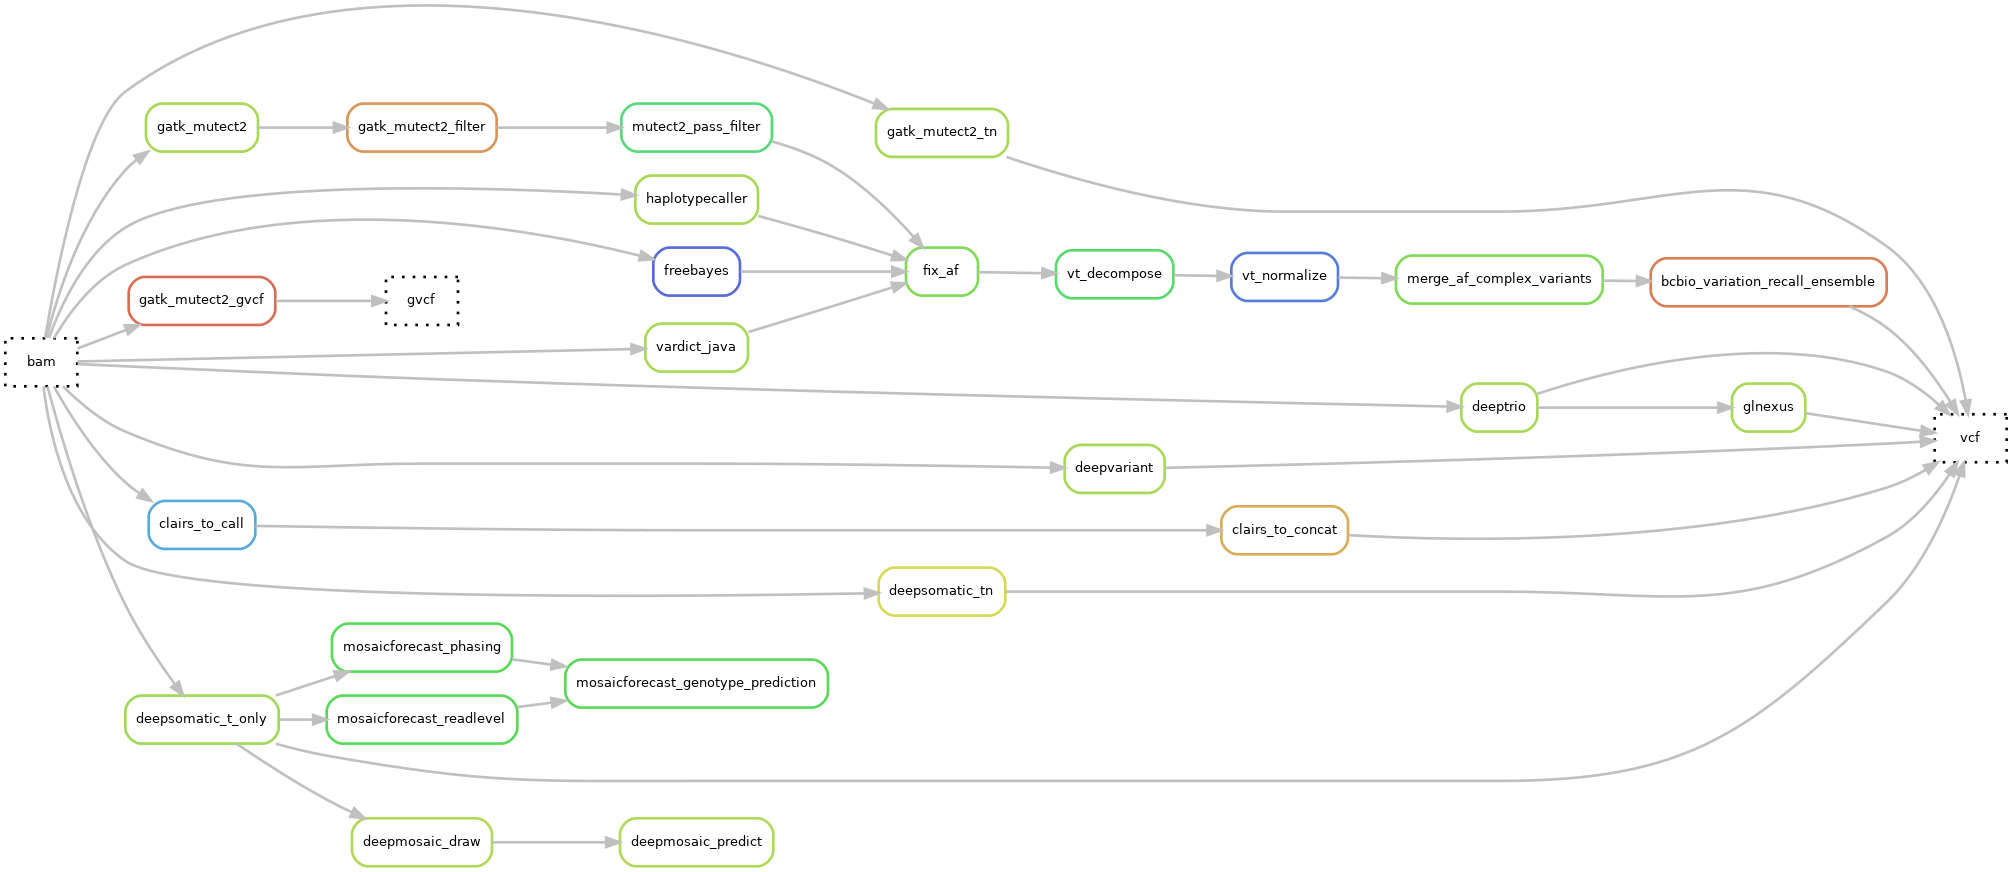 gatk_mutect2
gatk_mutect2_filter
mutect2_pass_filter
gatk_mutect2_tn
haplotypecaller
freebayes
fix_af
vt_decompose
vt_normalize
merge_af_complex_variants
bcbio_variation_recall_ensemble
gatk_mutect2_gvcf
gvcf
vardict_java
bam
deeptrio
glnexus
vcf
deepvariant
clairs_to_call
clairs_to_concat
deepsomatic_tn
mosaicforecast_phasing
mosaicforecast_genotype_prediction
deepsomatic_t_only
mosaicforecast_readlevel
deepmosaic_draw
deepmosaic_predict